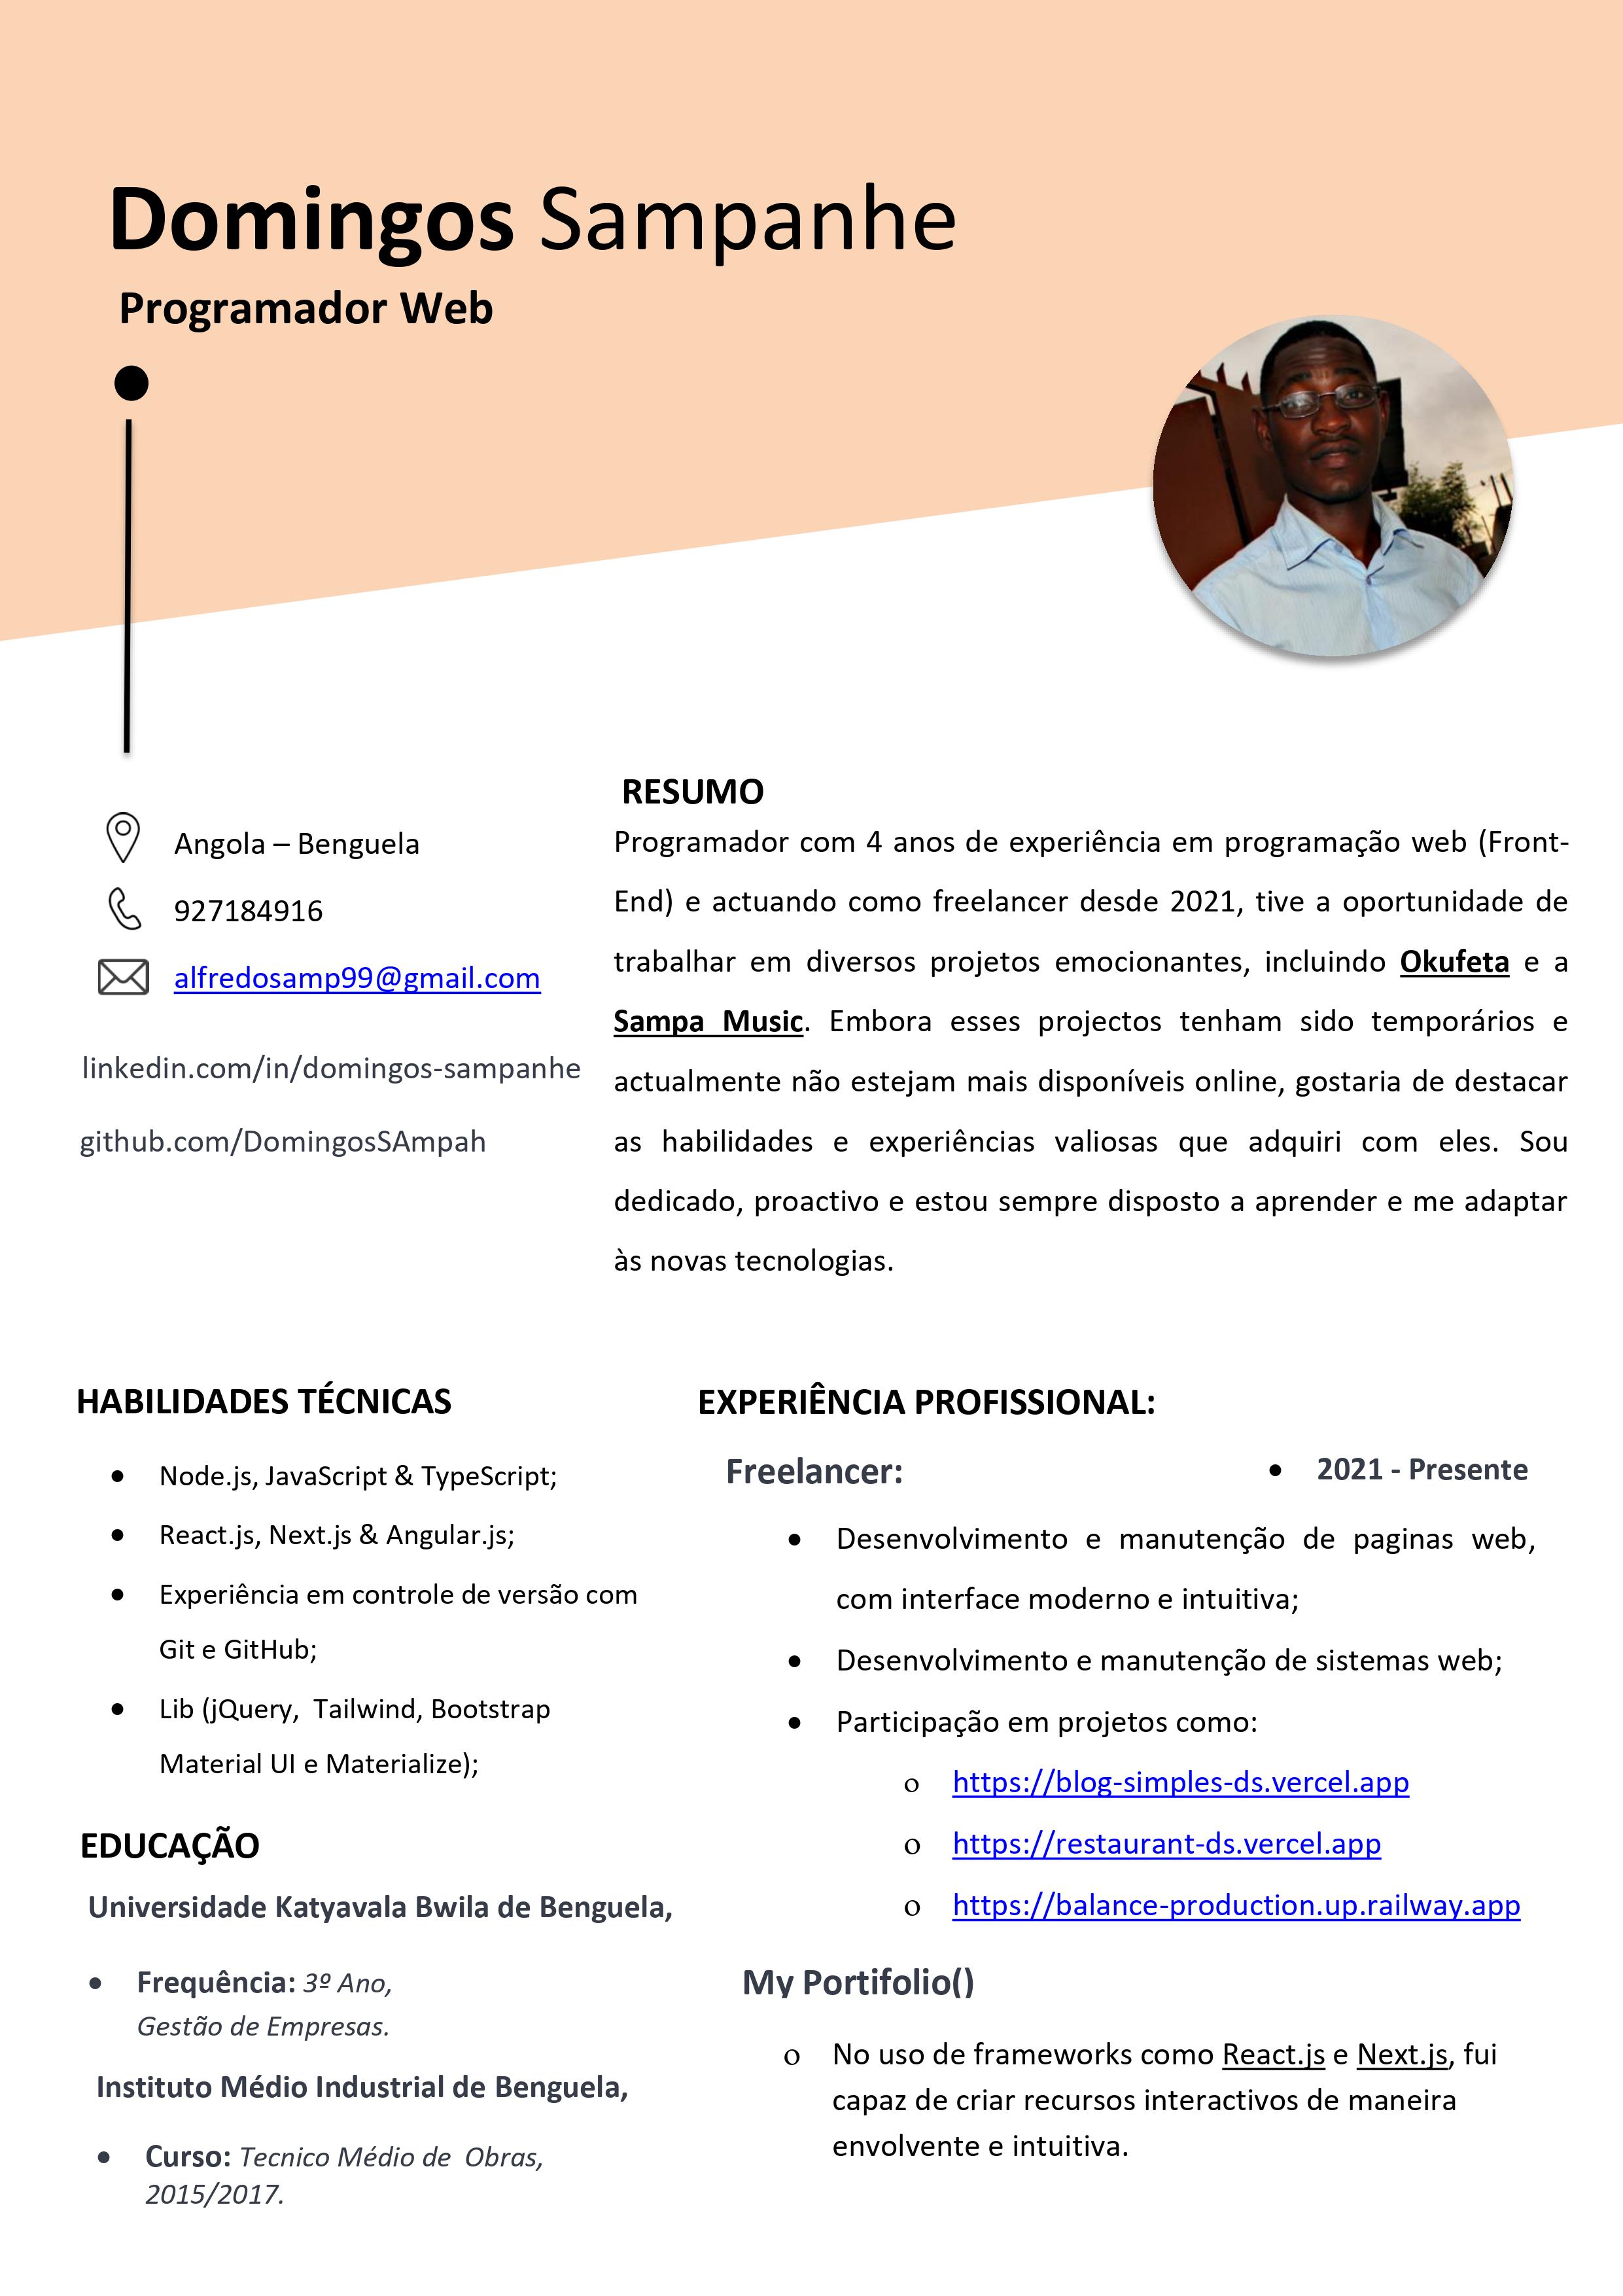 Domingos Sampanhe
Programador Web
Angola – Benguela
927184916
alfredosamp99@gmail.com
linkedin.com/in/domingos-sampanhe
github.com/DomingosSAmpah
RESUMO
Programador com 4 anos de experiência em programação web (Front-
End) e actuando como freelancer desde 2021, tive a oportunidade de
trabalhar em diversos projetos emocionantes, incluindo Okufeta e a
Sampa Music. Embora esses projectos tenham sido temporários e
actualmente não estejam mais disponíveis online, gostaria de destacar
as habilidades e experiências valiosas que adquiri com eles. Sou
dedicado, proactivo e estou sempre disposto a aprender e me adaptar
às novas tecnologias.
HABILIDADES TÉCNICAS
• Node.js, JavaScript & TypeScript;
• React.js, Next.js & Angular.js;
• Experiência em controle de versão com
Git e GitHub;
• Lib (jQuery, Tailwind, Bootstrap
Material UI e Materialize);
EDUCAÇÃO
Universidade Katyavala Bwila de Benguela,
• Frequência: 3º Ano,
Gestão de Empresas.
Instituto Médio Industrial de Benguela,
• Curso: Tecnico Médio de Obras,
2015/2017.
EXPERIÊNCIA PROFISSIONAL:
Freelancer: • 2021 - Presente
• Desenvolvimento e manutenção de paginas web,
com interface moderno e intuitiva;
• Desenvolvimento e manutenção de sistemas web;
• Participação em projetos como:
o https://blog-simples-ds.vercel.app
o https://restaurant-ds.vercel.app
o https://balance-production.up.railway.app
My Portifolio()
o No uso de frameworks como React.js e Next.js, fui
capaz de criar recursos interactivos de maneira
envolvente e intuitiva.